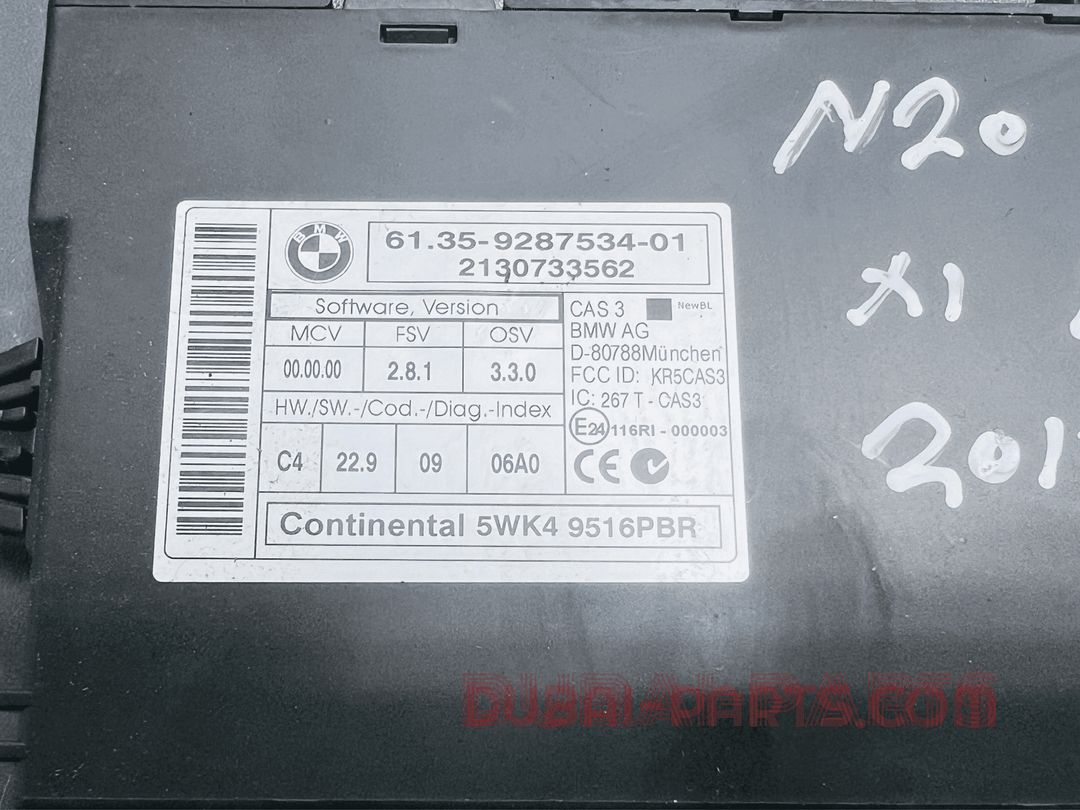 N20
BMW
61.35-9287534-01
2130733562
Software, Version
MCV FSV OSV
00.00.00 2.8.1 3.3.0
HW./SW.-/Cod.-/Diag.-Index
C4 22.9 09 06A0
CAS 3 NewBL
BMW AG
D-80788München
FCC ID: KR5CAS3
IC: 267 T - CAS3
E24 116RI - 000003
CE
Continental 5WK4 9516PBR
X1
201
DUBAI-PARTS.COM